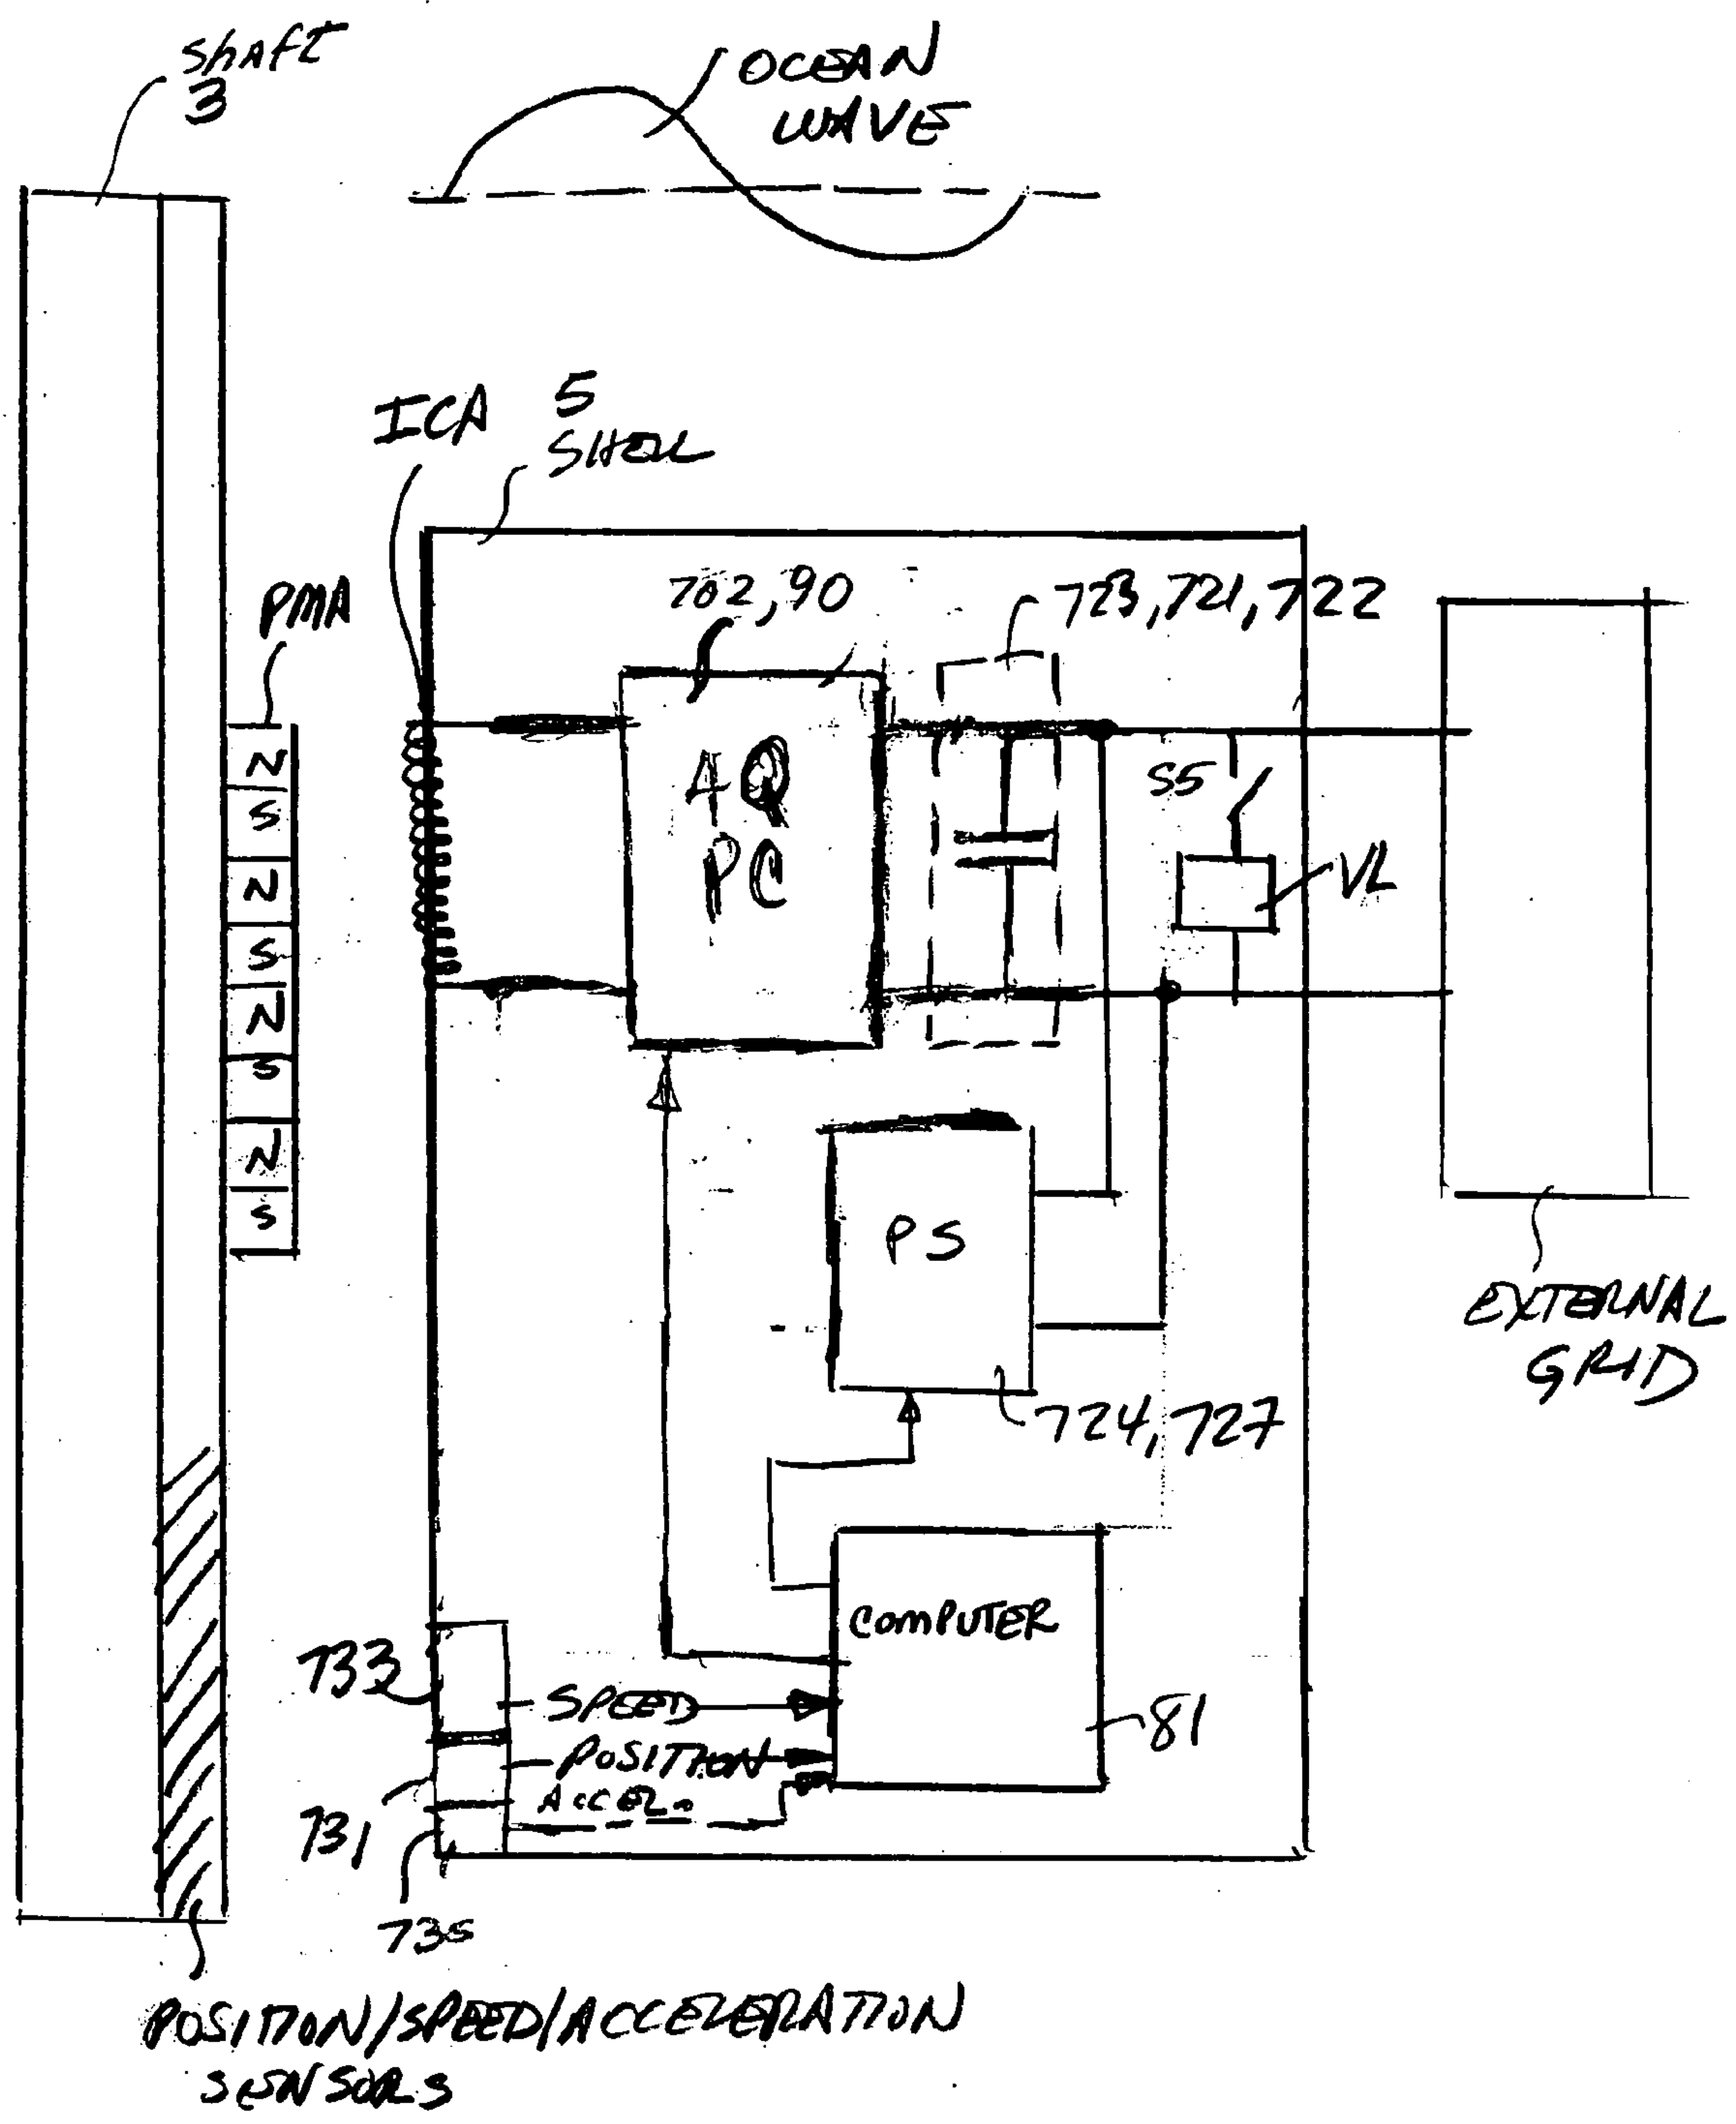 Shaft
3
OCEAN
WAVE
ICA
5
SHELL
PMA
702,90
723,721,722
N
S
N
S
N
S
N
S
4Q
PC
S5
VL
PS
EXTERNAL
GRID
724,727
COMPUTER
733
SPEED
81
POSITION
ACCEL.
731
735
POSITION/SPEED/ACCELERATION
SENSORS